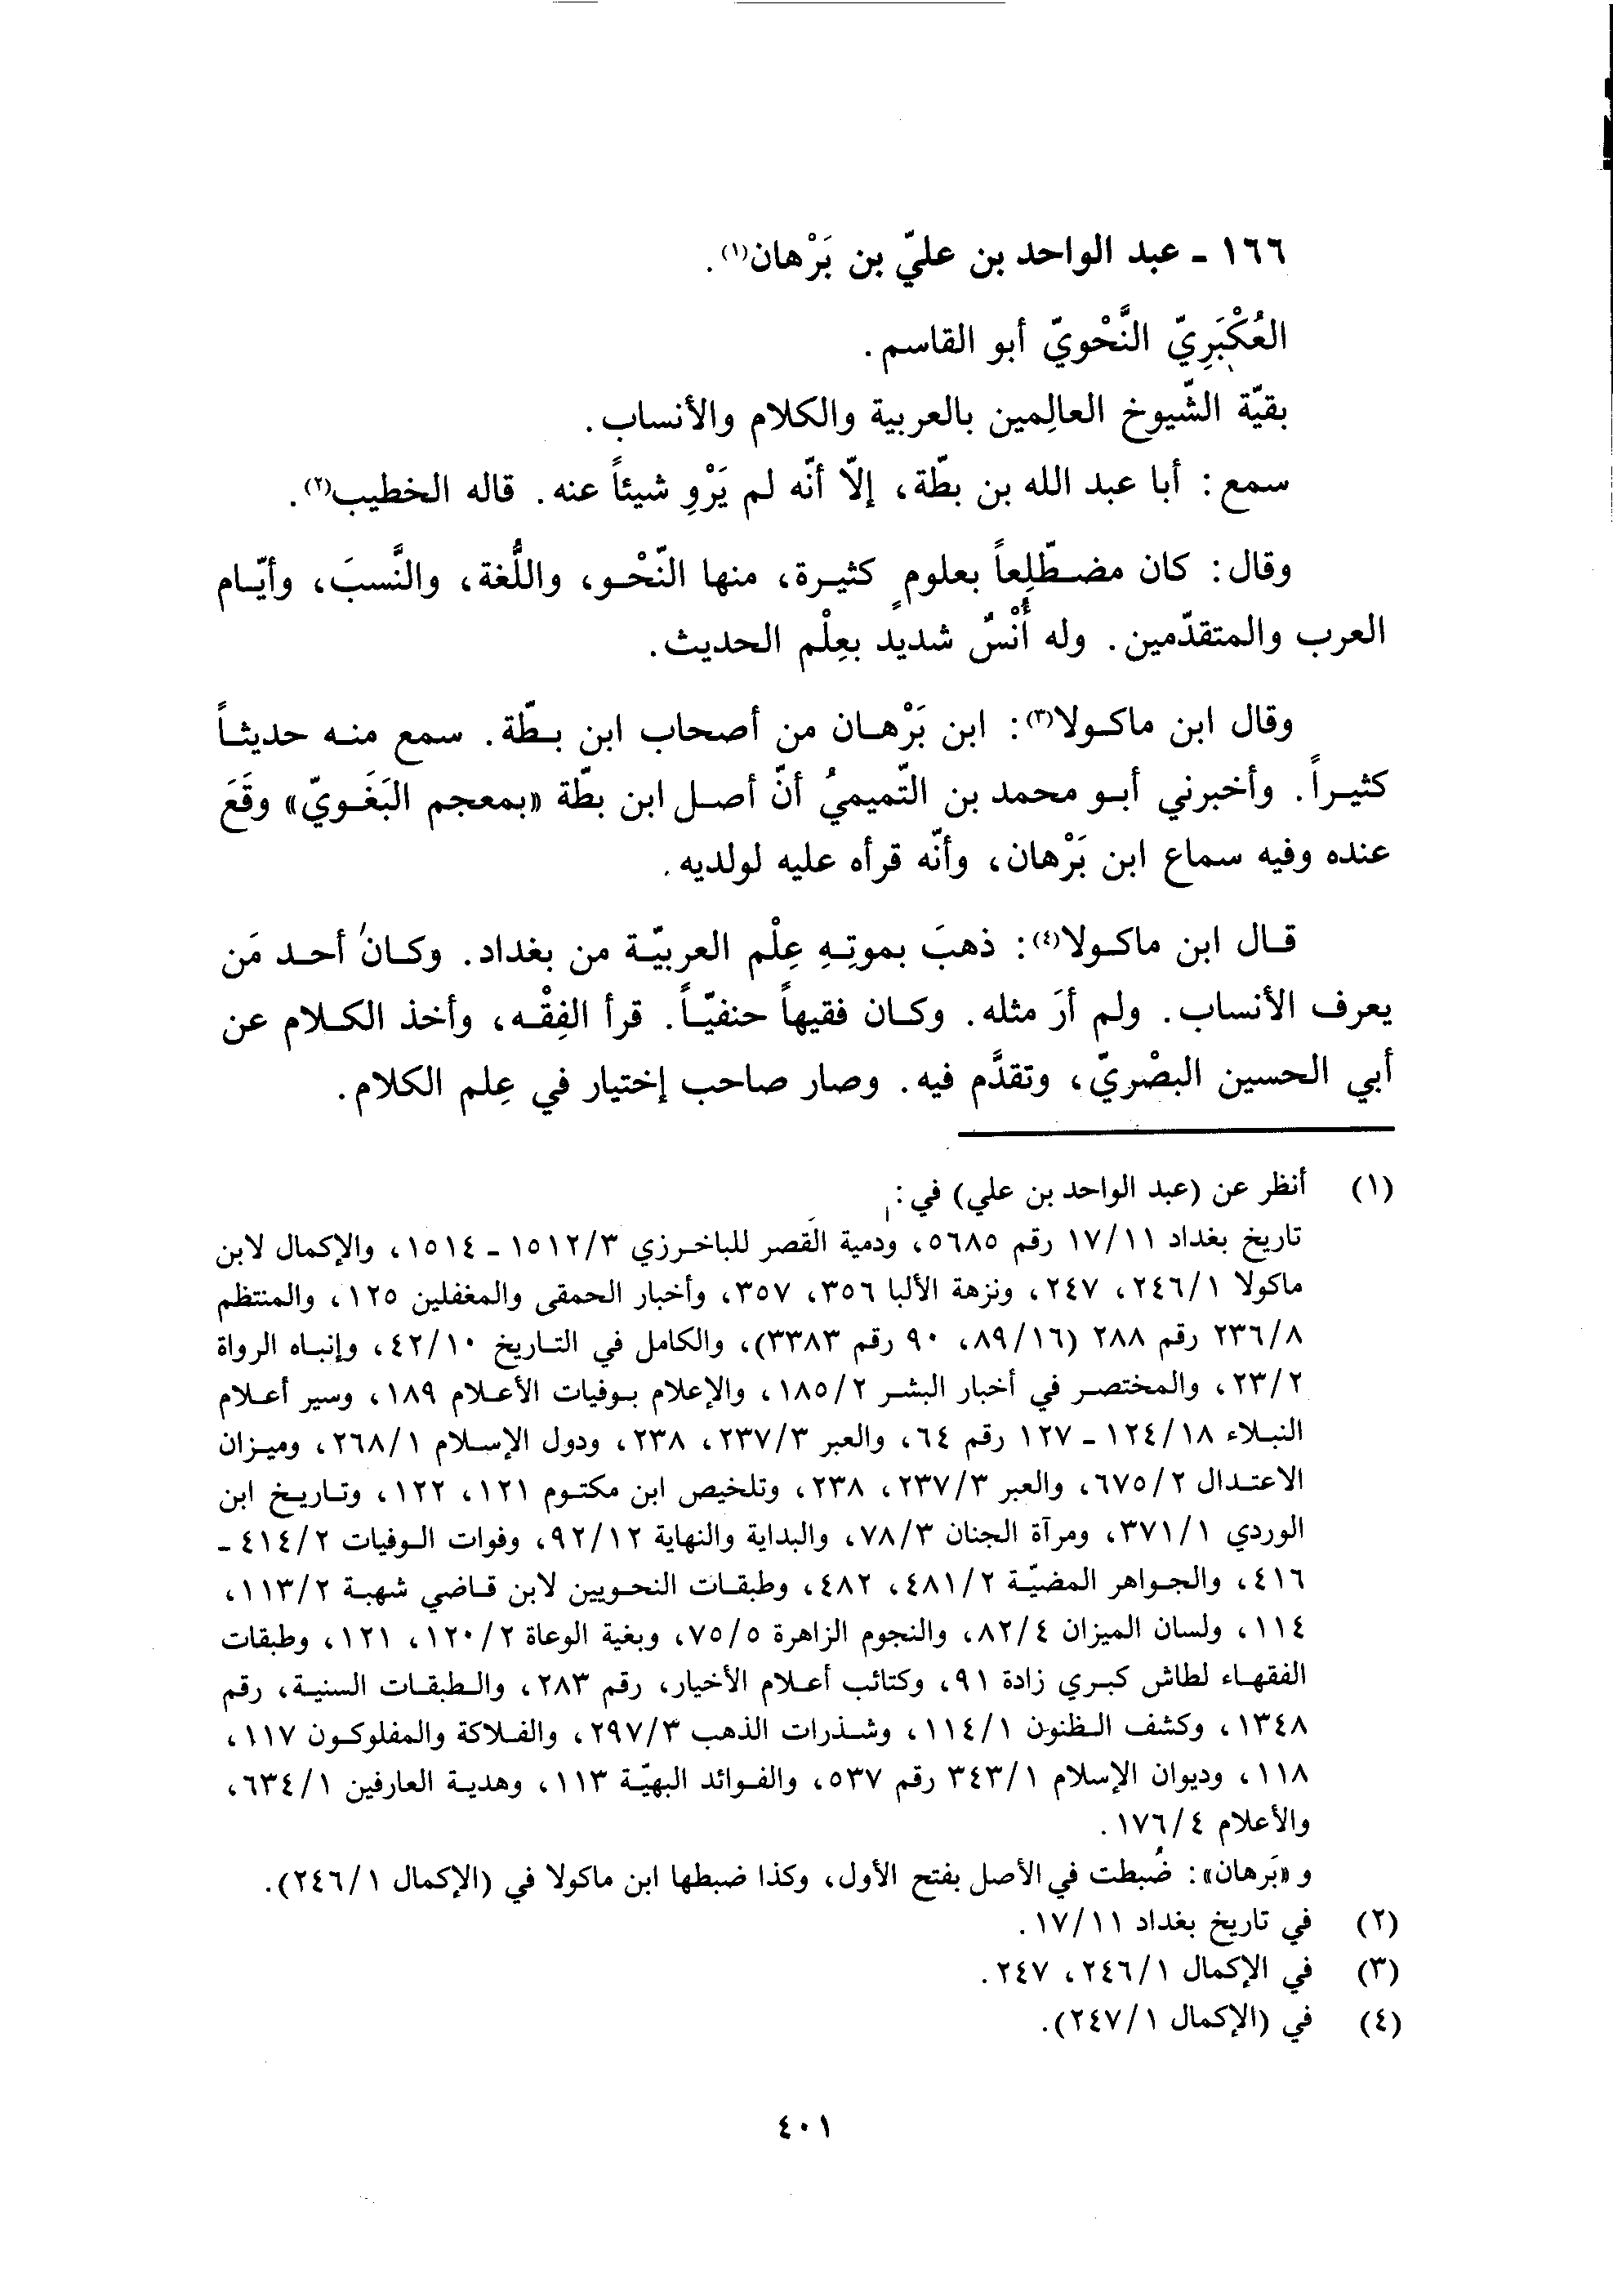 ١٦٦ ـ عبد الواحد بن عليّ بن بَرْهان(١).
العُكْبَرِيّ النَّحْويّ أبو القاسم.
بقيّة الشّيوخ العالِمين بالعربية والكلام والأنساب.
سمع: أبا عبد الله بن بطّة، إلاّ أنّه لم يَرْوِ شيئاً عنه. قاله الخطيب(٢).
وقال: كان مضطّلِعاً بعلومٍ كثيرة، منها النّحْو، واللُّغة، والنَّسبَ، وأيّام
العرب والمتقدّمين. وله أُنْسٌ شديد بعِلْم الحديث.
وقال ابن ماكولا(٣): ابن بَرْهان من أصحاب ابن بطّة. سمع منه حديثاً
كثيراً. وأخبرني أبو محمد بن التّميميُ أنّ أصل ابن بطّة «بمعجم البَغَويّ» وقَعَ
عنده وفيه سماع ابن بَرْهان، وأنّه قرأه عليه لولديه.
قال ابن ماكولا(٤): ذهبَ بموتِهِ عِلْم العربيّة من بغداد. وكان أحد مَن
يعرف الأنساب. ولم أرَ مثله. وكان فقيهاً حنفيّاً. قرأ الفِقْه، وأخذ الكلام عن
أبي الحسين البصْريّ، وتقدَّم فيه. وصار صاحب إختيار في عِلم الكلام.
(١) أنظر عن (عبد الواحد بن علي) في:
تاريخ بغداد ١٧/١١ رقم ٥٦٨٥، ودمية القصر للباخرزي ١٥١٢/٣ ـ ١٥١٤، والإكمال لابن
ماكولا ٢٤٦/١، ٢٤٧، ونزهة الألبا ٣٥٦، ٣٥٧، وأخبار الحمقى والمغفلين ١٢٥، والمنتظم
٢٣٦/٨ رقم ٢٨٨ (٨٩/١٦، ٩٠ رقم ٣٣٨٣)، والكامل في التاريخ ٤٢/١٠، وإنباه الرواة
٢٣/٢، والمختصر في أخبار البشر ١٨٥/٢، والإعلام بوفيات الأعلام ١٨٩، وسير أعلام
النبلاء ١٢٤/١٨ ـ ١٢٧ رقم ٦٤، والعبر ٢٣٧/٣، ٢٣٨، ودول الإسلام ٢٦٨/١، وميزان
الاعتدال ٦٧٥/٢، والعبر ٢٣٧/٣، ٢٣٨، وتلخيص ابن مكتوم ١٢١، ١٢٢، وتاريخ ابن
الوردي ٣٧١/١، ومرآة الجنان ٧٨/٣، والبداية والنهاية ٩٢/١٢، وفوات الوفيات ٤١٤/٢ ـ
٤١٦، والجواهر المضيّة ٤٨١/٢، ٤٨٢، وطبقات النحويين لابن قاضي شهبة ١١٣/٢،
١١٤، ولسان الميزان ٨٢/٤، والنجوم الزاهرة ٧٥/٥، وبغية الوعاة ١٢٠/٢، ١٢١، وطبقات
الفقهاء لطاش كبري زادة ٩١، وكتائب أعلام الأخيار، رقم ٢٨٣، والطبقات السنية، رقم
١٣٤٨، وكشف الظنون ١١٤/١، وشذرات الذهب ٢٩٧/٣، والفلاكة والمفلوكون ١١٧،
١١٨، وديوان الإسلام ٣٤٣/١ رقم ٥٣٧، والفوائد البهيّة ١١٣، وهدية العارفين ٦٣٤/١،
والأعلام ١٧٦/٤.
و «بَرهان»: ضُبطت في الأصل بفتح الأول، وكذا ضبطها ابن ماكولا في (الإكمال ٢٤٦/١).
(٢) في تاريخ بغداد ١٧/١١.
(٣) في الإكمال ٢٤٦/١، ٢٤٧.
(٤) في (الإكمال ٢٤٧/١).
٤٠١